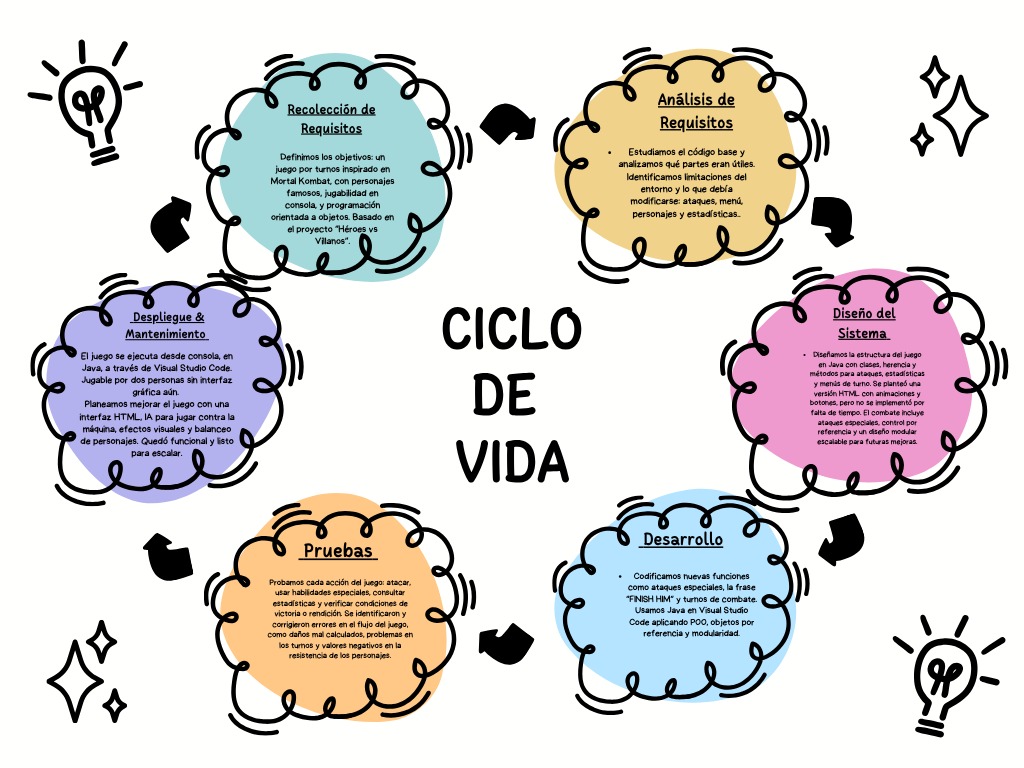 Recolección de
Requisitos
Definimos los objetivos: un
juego por turnos inspirado en
Mortal Kombat, con personajes
famosos, jugabilidad en
consola, y programación
orientada a objetos. Basado en
el proyecto "Héroes vs
Villanos".
Análisis de
Requisitos
• Estudiamos el código base y
analizamos qué partes eran útiles.
Identificamos limitaciones del
entorno y lo que debía
modificarse: ataques, menú,
personajes y estadísticas..
Diseño del
Sistema
• Diseñamos la estructura del juego
en Java con clases, herencia y
métodos para ataques, estadísticas
y menús de turno. Se planteó una
versión HTML con animaciones y
botones, pero no se implementó por
falta de tiempo. El combate incluye
ataques especiales, control por
referencia y un diseño modular
escalable para futuras mejoras.
Desarrollo
• Codificamos nuevas funciones
como ataques especiales, la frase
"FINISH HIM" y turnos de combate.
Usamos Java en Visual Studio
Code aplicando POO, objetos por
referencia y modularidad.
Pruebas
Probamos cada acción del juego: atacar,
usar habilidades especiales, consultar
estadísticas y verificar condiciones de
victoria o rendición. Se identificaron y
corrigieron errores en el flujo del juego,
como daños mal calculados, problemas en
los turnos y valores negativos en la
resistencia de los personajes.
Despliegue &
Mantenimiento
El juego se ejecuta desde consola, en
Java, a través de Visual Studio Code.
Jugable por dos personas sin interfaz
gráfica aún.
Planeamos mejorar el juego con una
interfaz HTML, IA para jugar contra la
máquina, efectos visuales y balanceo
de personajes. Quedó funcional y listo
para escalar.
CICLO
DE
VIDA